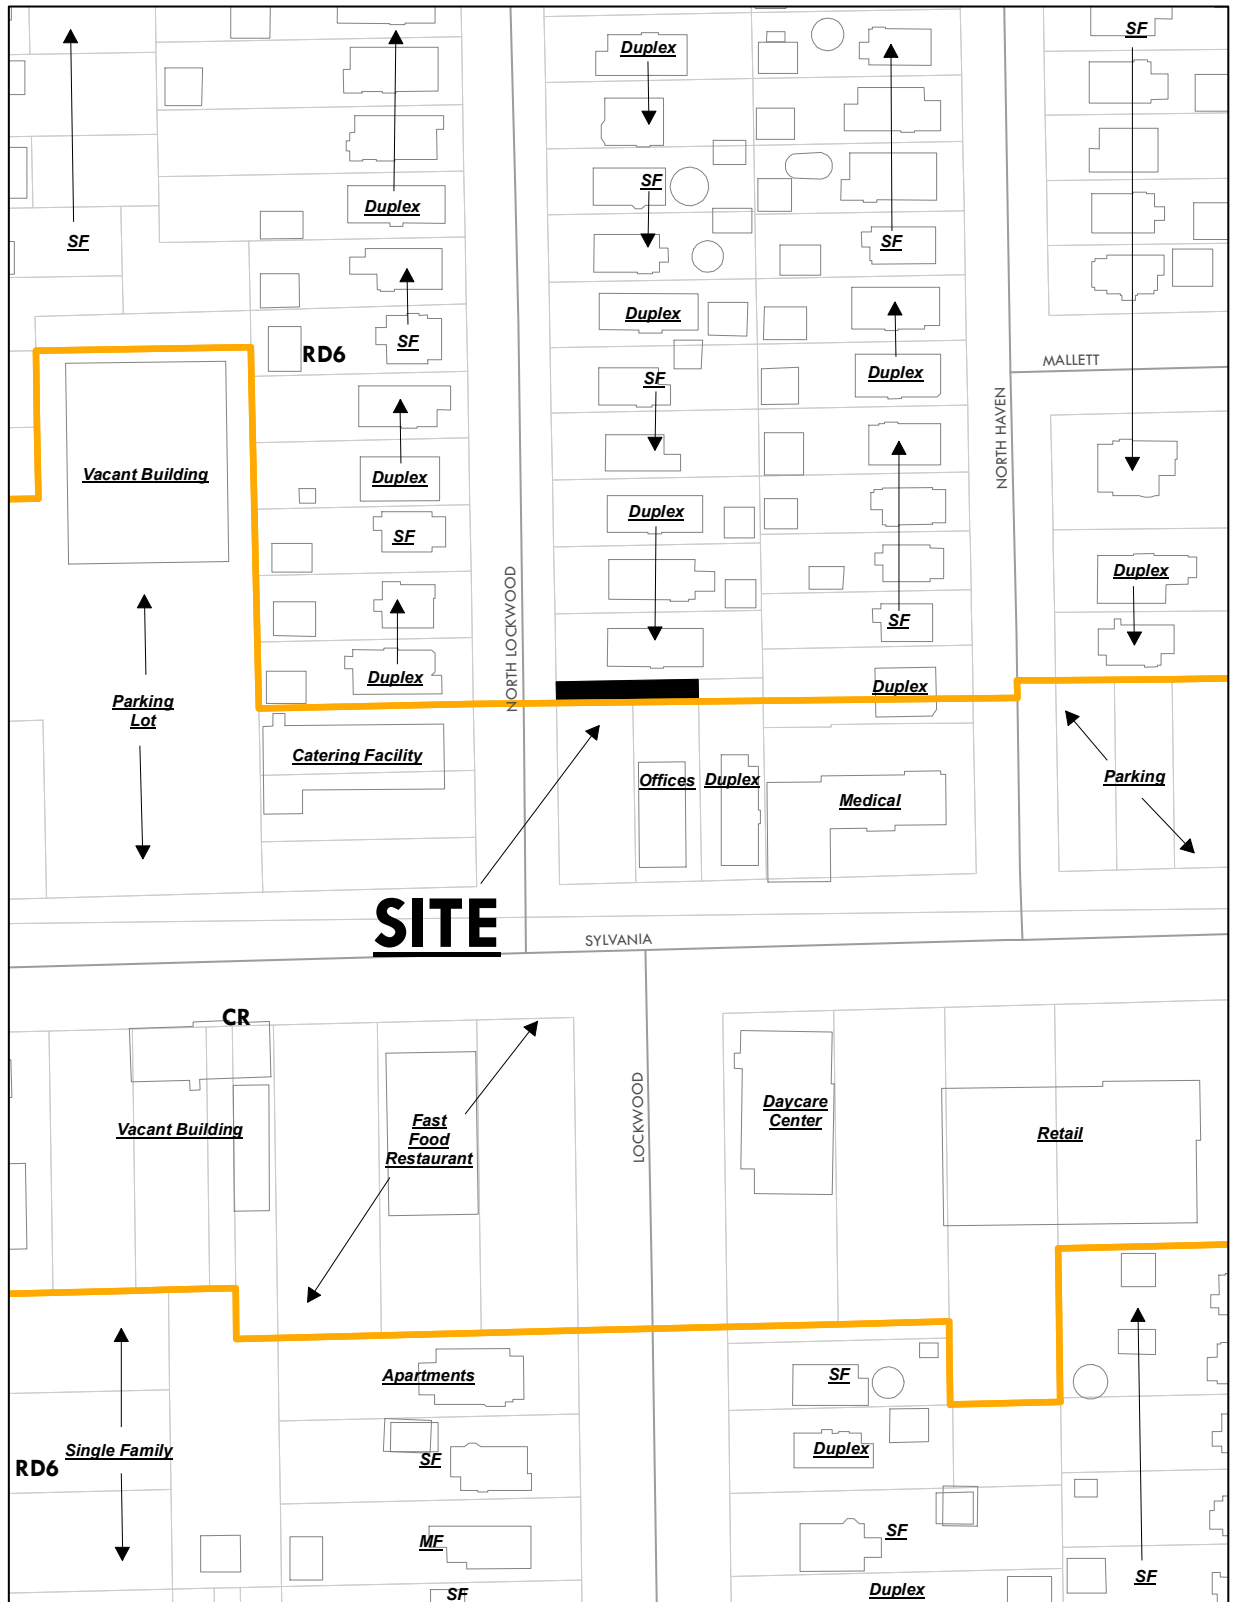 SF
Duplex
SF
Duplex
SF
SF
SF
Duplex
SF
RD6
MALLETT
Duplex
SF
Vacant Building
Duplex
NORTH HAVEN
Duplex
SF
Duplex
NORTH LOCKWOOD
SF
Duplex
Duplex
Parking
Lot
Catering Facility
Offices
Duplex
Medical
Parking
SITE
SYLVANIA
CR
LOCKWOOD
Vacant Building
Fast
Food
Restaurant
Daycare
Center
Retail
Apartments
SF
Single Family
RD6
SF
Duplex
MF
SF
SF
SF
Duplex